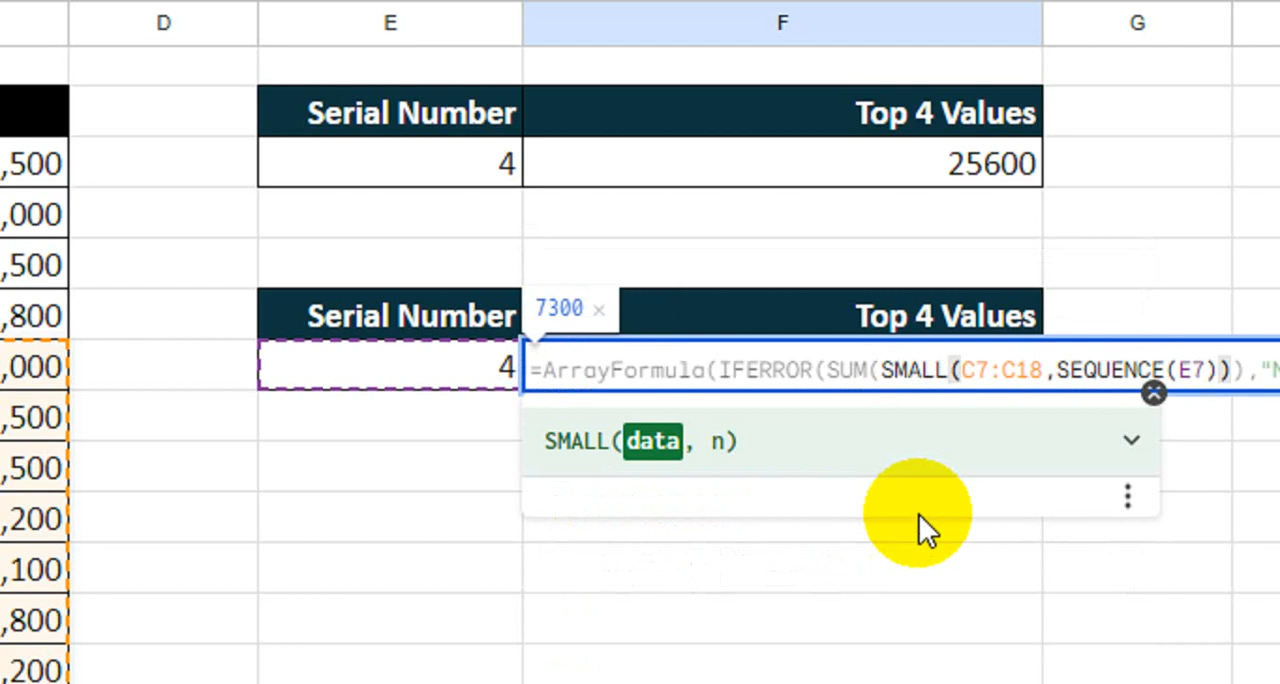 D E F G
Serial Number Top 4 Values
,500 4 25600
,000
,500
,800 Serial Number 7300 × Top 4 Values
,000 4 =ArrayFormula(IFERROR(SUM(SMALL(C7:C18,SEQUENCE(E7))),"N
,500 SMALL(data, n)
,500
,200
,100
,800
,200